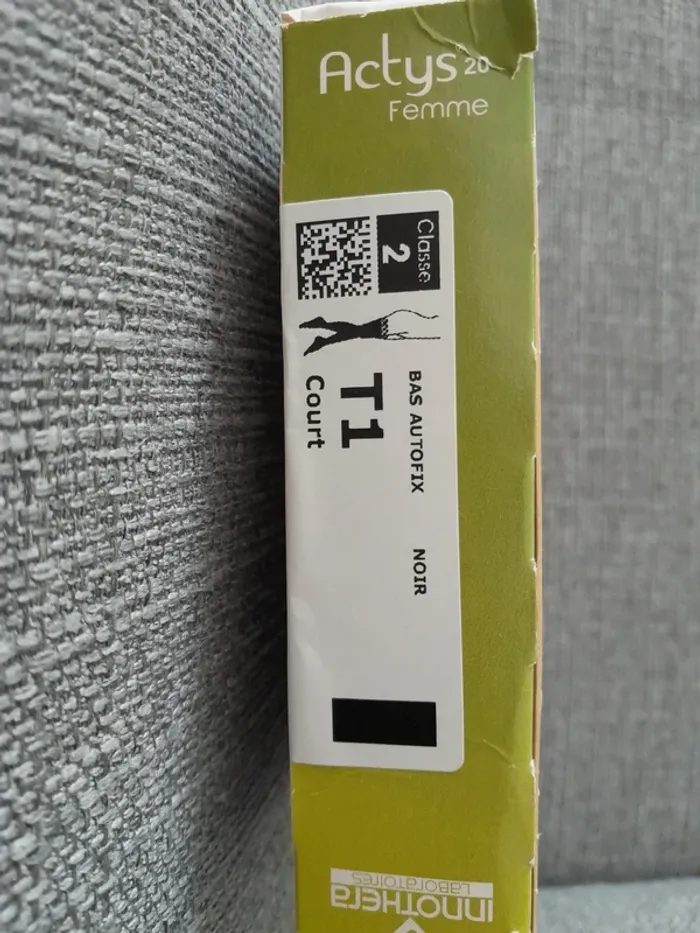 Actys® 20
Femme
Classe
2
BAS AUTOFIX NOIR
T1
Court
INNOTHERA
LABORATOIRES